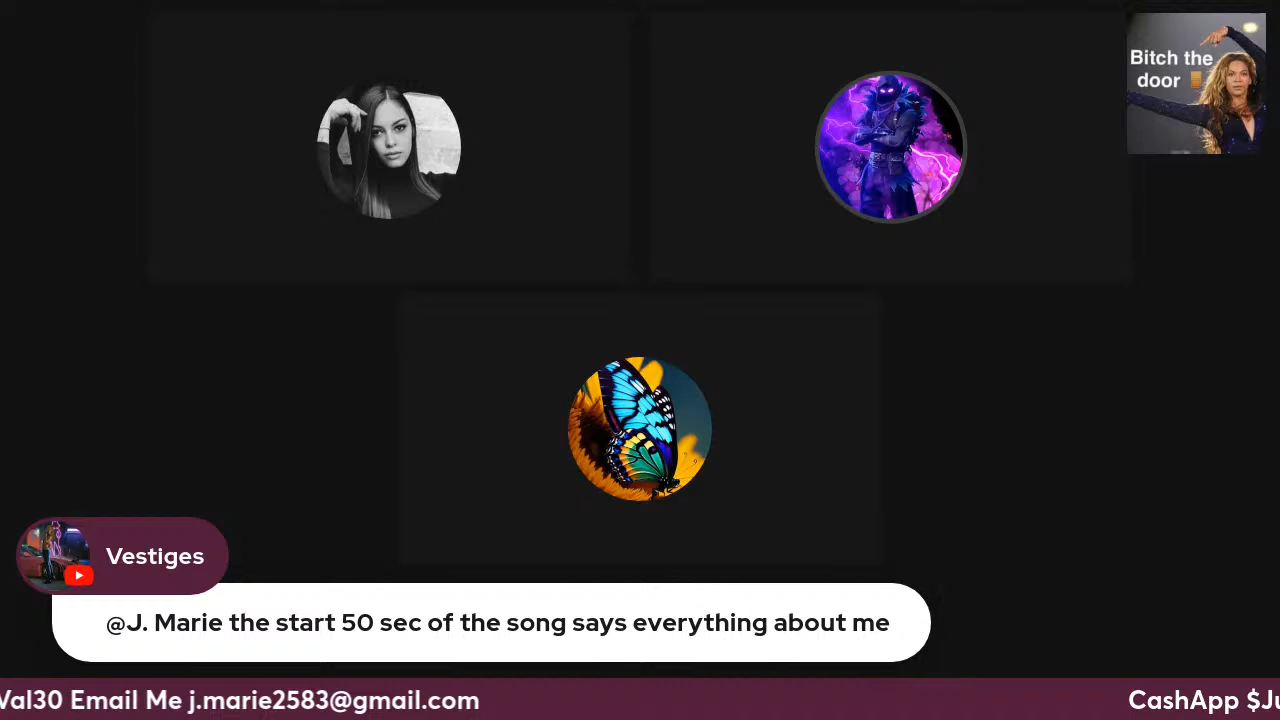 Bitch the
door
Vestiges
@J. Marie the start 50 sec of the song says everything about me
Val30 Email Me j.marie2583@gmail.com
CashApp